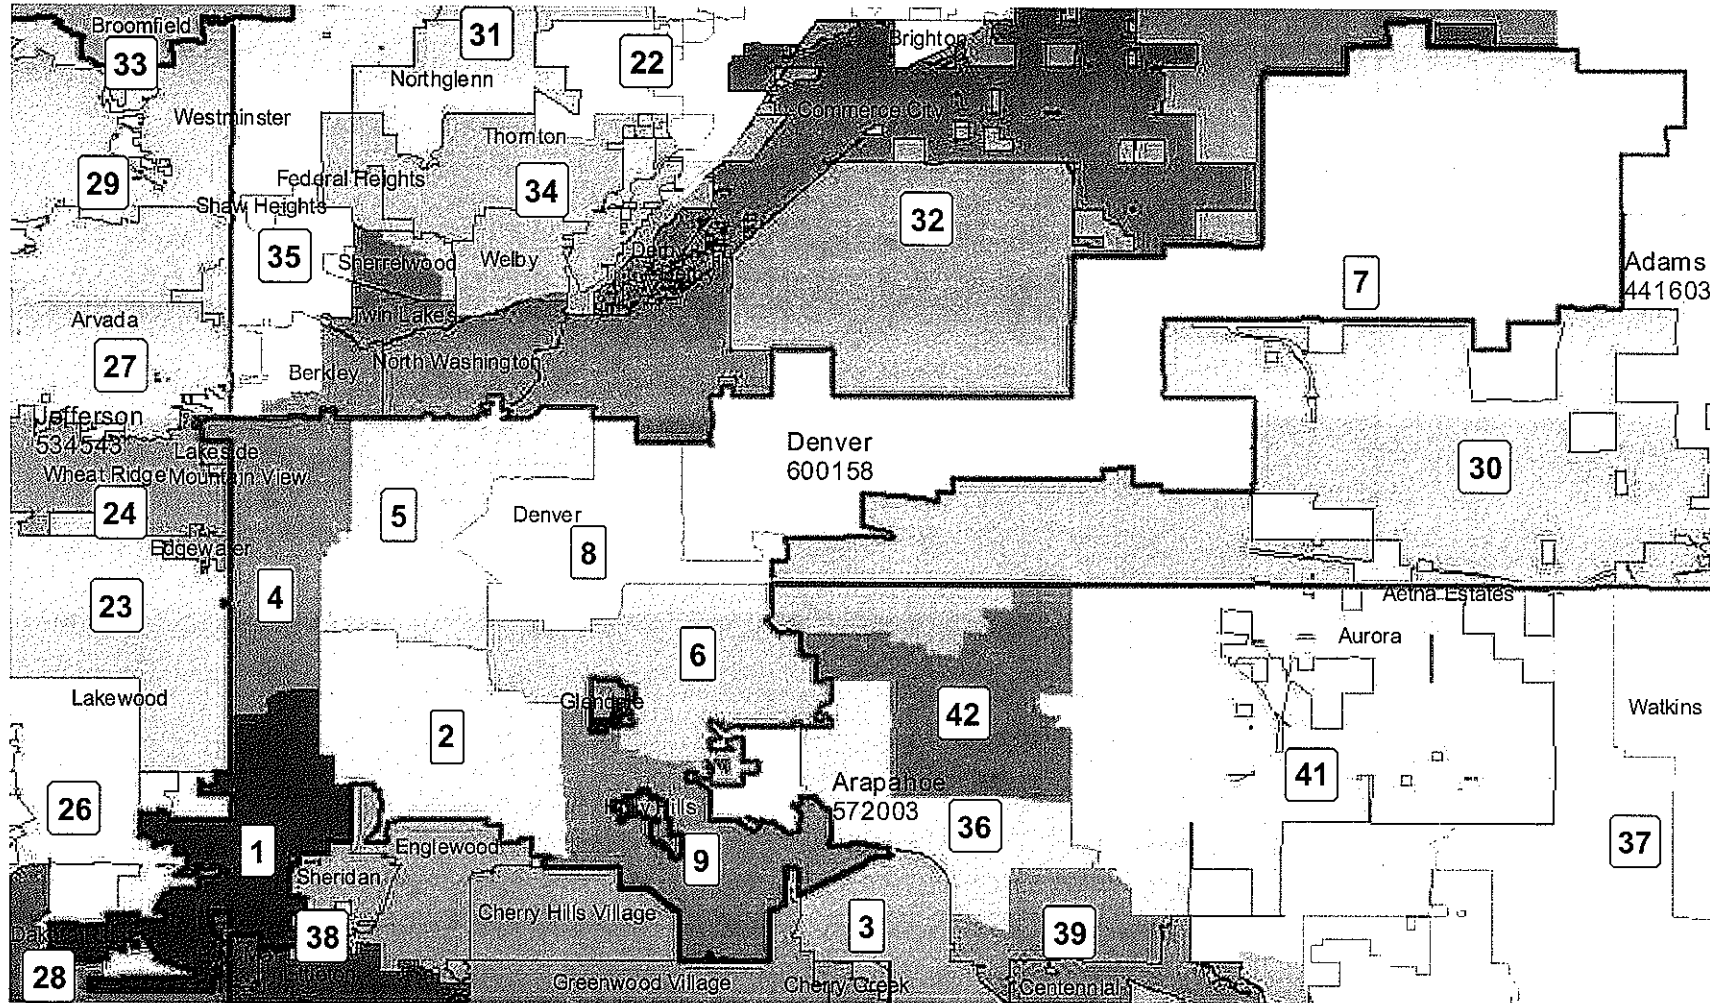 Broomfield
31
Brighton
33
Northglenn
22
Westminster
Commerce City
Thornton
29
Federal Heights
34
Shaw Heights
32
35
Sherrelwood
Welby
Derby
Adams
441603
7
Arvada
Twin Lakes
27
Berkley
North Washington
Jefferson
534543
Lakeside
Denver
600158
Wheat Ridge
Mountain View
30
24
5
Denver
8
Edgewater
23
4
Aetna Estates
Aurora
6
Lakewood
Glendale
42
Watkins
2
41
26
Arapahoe
572003
Holly Hills
36
37
1
Englewood
9
Sheridan
Cherry Hills Village
3
39
38
28
Greenwood Village
Cherry Creek
Centennial